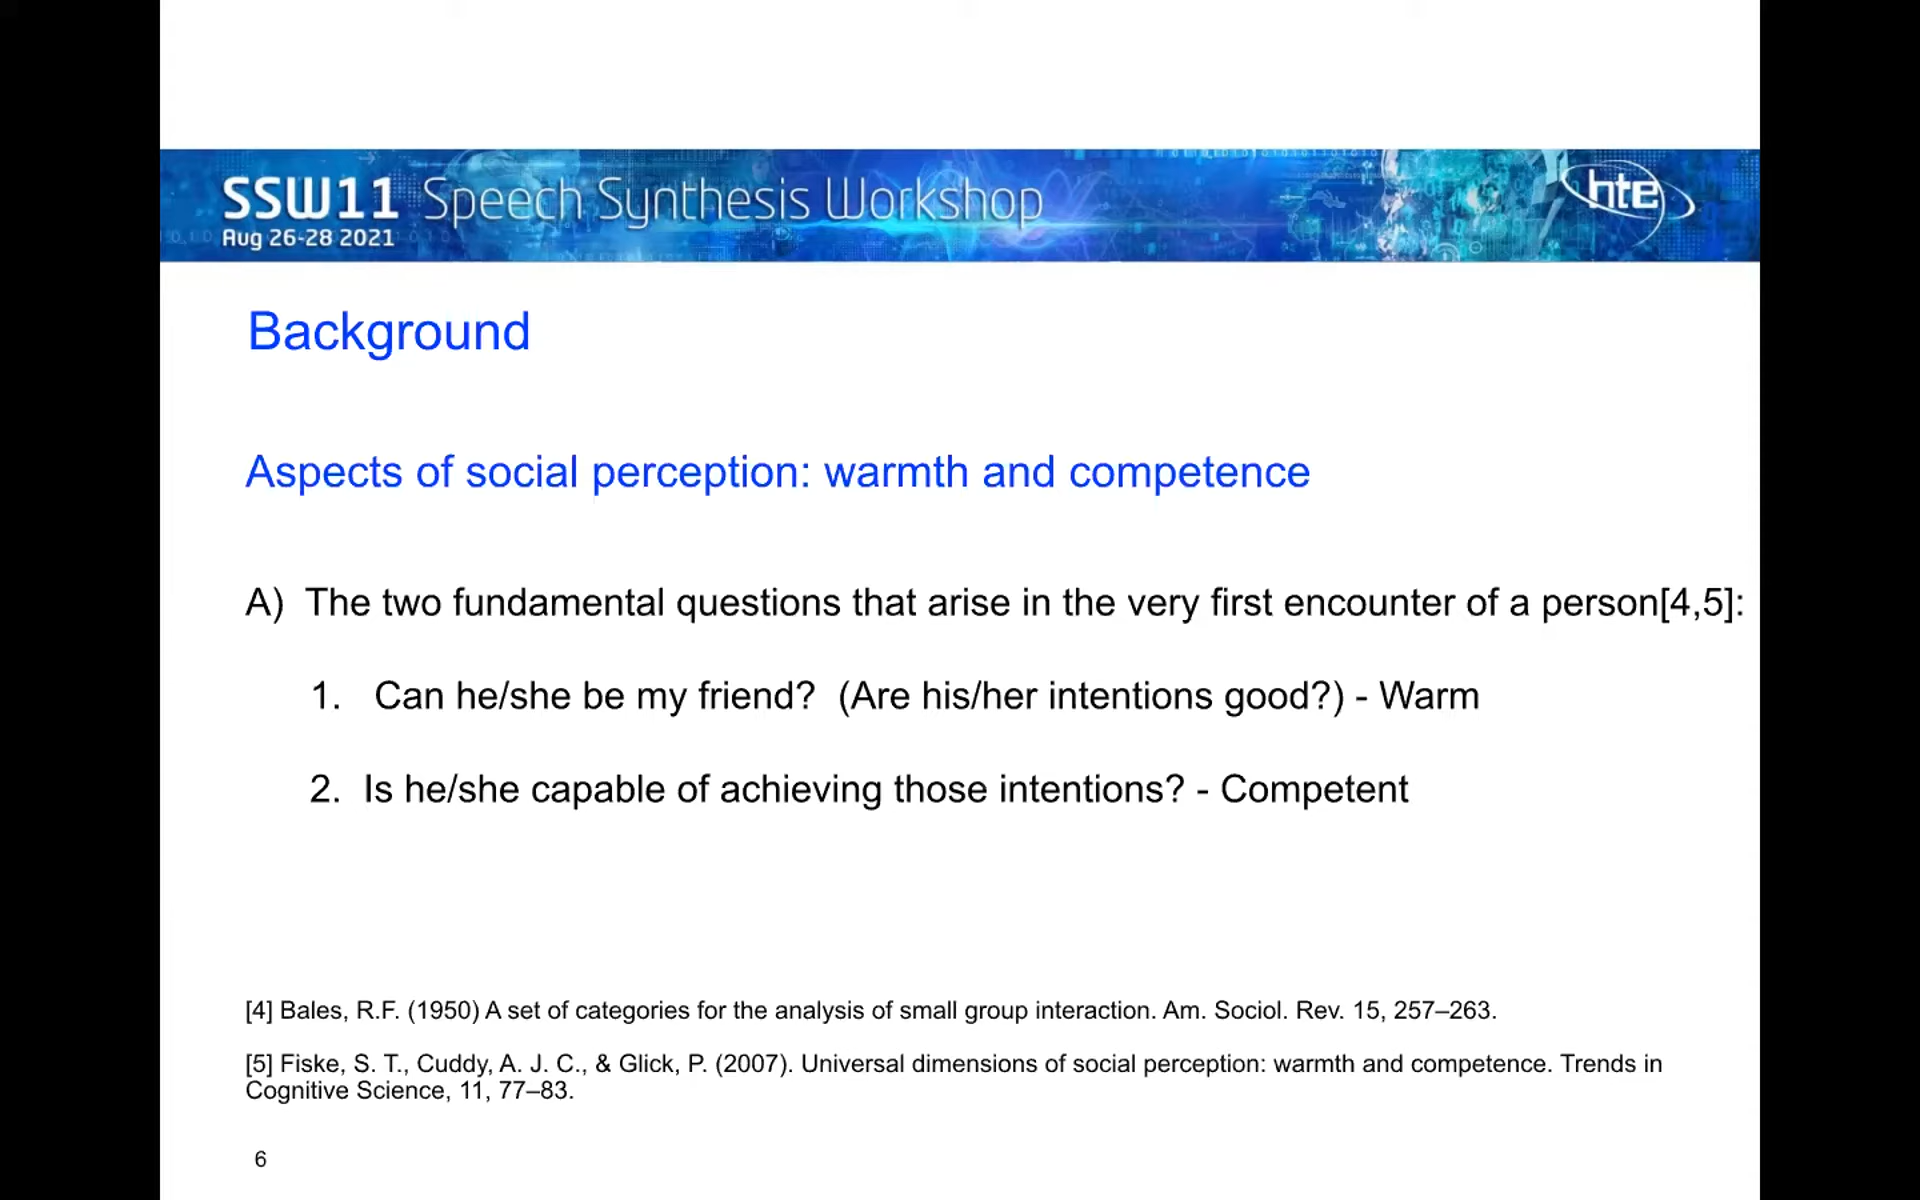 SSW11 Speech Synthesis Workshop
Aug 26-28 2021
hte
Background
Aspects of social perception: warmth and competence
A) The two fundamental questions that arise in the very first encounter of a person[4,5]:
1. Can he/she be my friend? (Are his/her intentions good?) - Warm
2. Is he/she capable of achieving those intentions? - Competent
[4] Bales, R.F. (1950) A set of categories for the analysis of small group interaction. Am. Sociol. Rev. 15, 257–263.
[5] Fiske, S. T., Cuddy, A. J. C., & Glick, P. (2007). Universal dimensions of social perception: warmth and competence. Trends in
Cognitive Science, 11, 77–83.
6